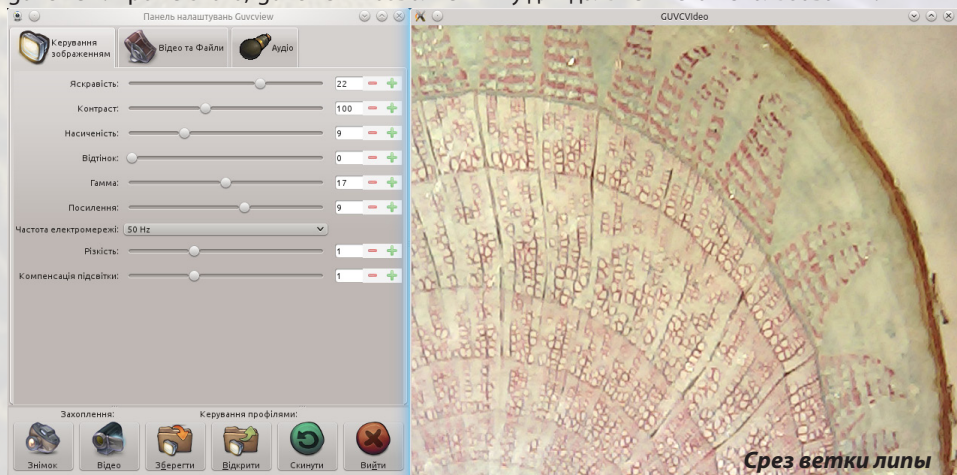 Панель налаштувань Guvcview
GUVCVideo
Керування
зображенням
Відео та Файли
Аудіо
Яскравість: 22
Контраст: 100
Насиченість: 9
Відтінок: 0
Гамма: 17
Посилення: 9
Частота електромережі: 50 Hz
Різкість: 1
Компенсація підсвітки: 1
Захоплення:
Керування профілями:
Знімок
Відео
Зберегти
Відкрити
Скинути
Вийти
Срез ветки липы